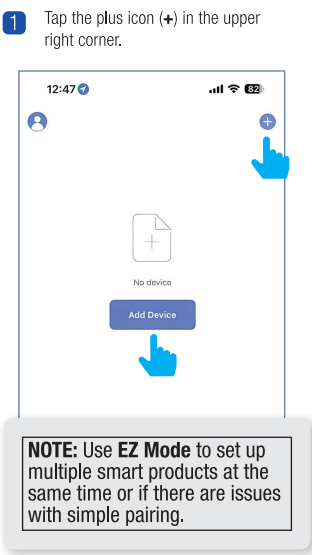 1
Tap the plus icon (+) in the upper
right corner.
12:47
82
No device
Add Device
NOTE: Use EZ Mode to set up
multiple smart products at the
same time or if there are issues
with simple pairing.